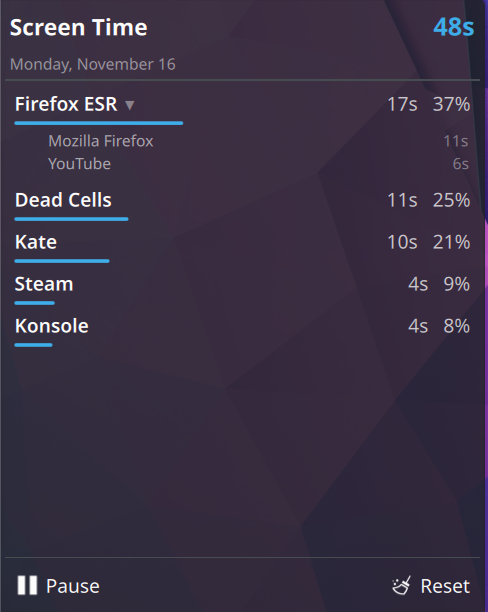 Screen Time 48s
Monday, November 16
Firefox ESR ▼ 17s 37%
Mozilla Firefox 11s
YouTube 6s
Dead Cells 11s 25%
Kate 10s 21%
Steam 4s 9%
Konsole 4s 8%
Pause Reset